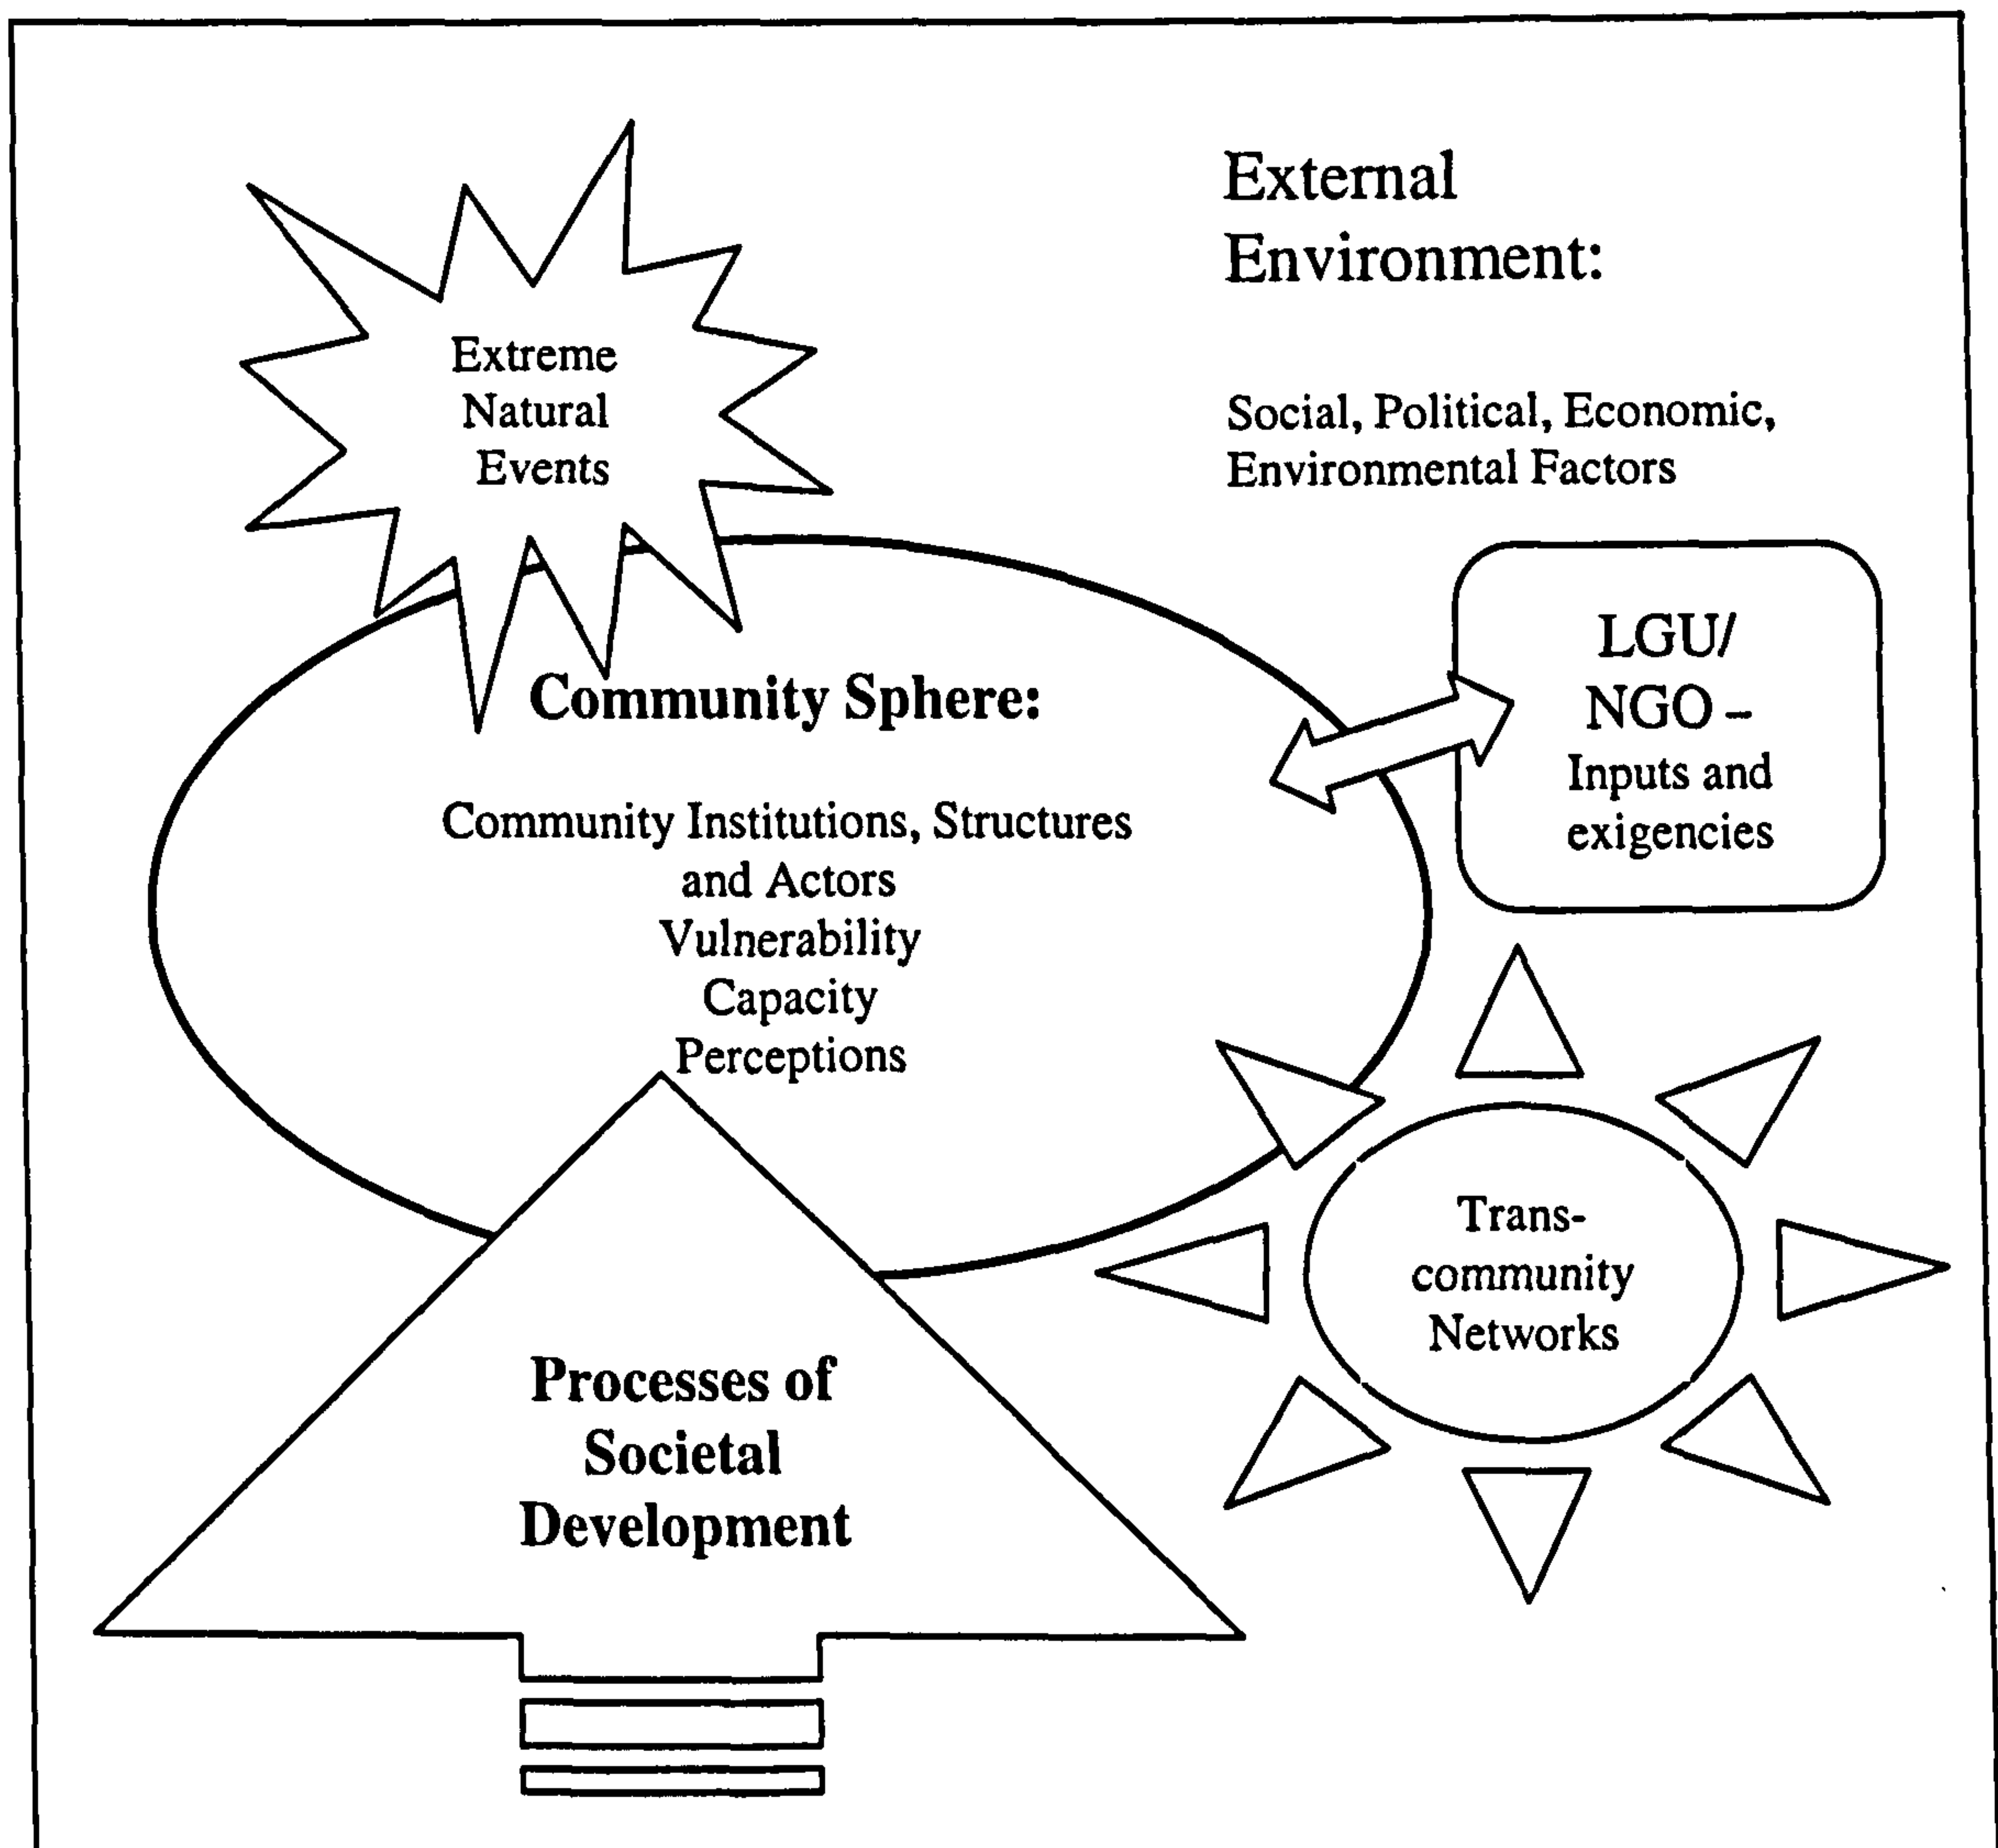 External
Environment:
Social, Political, Economic,
Environmental Factors
Extreme
Natural
Events
LGU/
NGO –
Inputs and
exigencies
Community Sphere:
Community Institutions, Structures
and Actors
Vulnerability
Capacity
Perceptions
Trans-
community
Networks
Processes of
Societal
Development